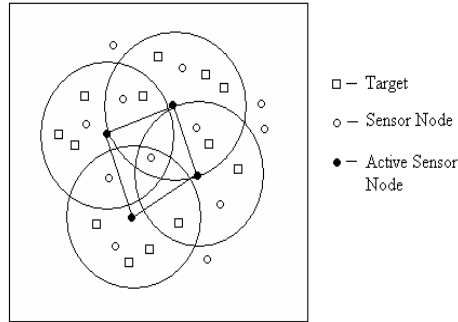 – Target
– Sensor Node
– Active Sensor
Node